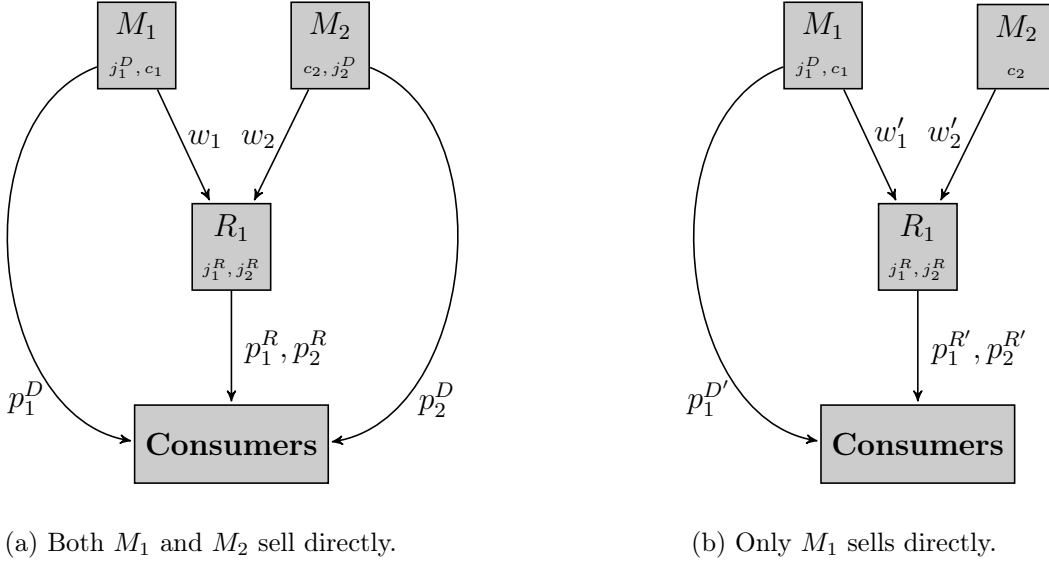 M₁
j₁ᴰ, c₁
M₂
c₂, j₂ᴰ
w₁
w₂
R₁
j₁ᴿ, j₂ᴿ
p₁ᴿ, p₂ᴿ
p₁ᴰ
p₂ᴰ
Consumers
(a) Both M₁ and M₂ sell directly.
M₁
j₁ᴰ, c₁
M₂
c₂
w′₁
w′₂
R₁
j₁ᴿ, j₂ᴿ
p₁ᴿ′, p₂ᴿ′
p₁ᴰ′
Consumers
(b) Only M₁ sells directly.